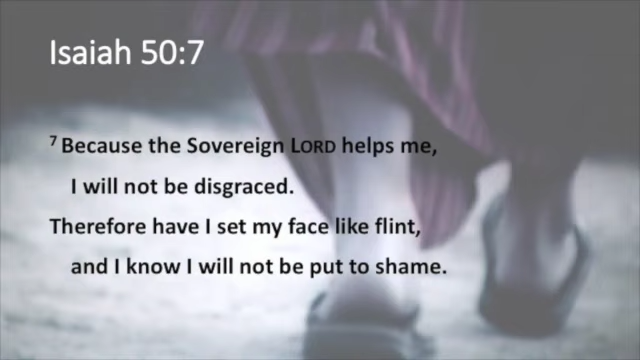 Isaiah 50:7
7 Because the Sovereign LORD helps me,
I will not be disgraced.
Therefore have I set my face like flint,
and I know I will not be put to shame.